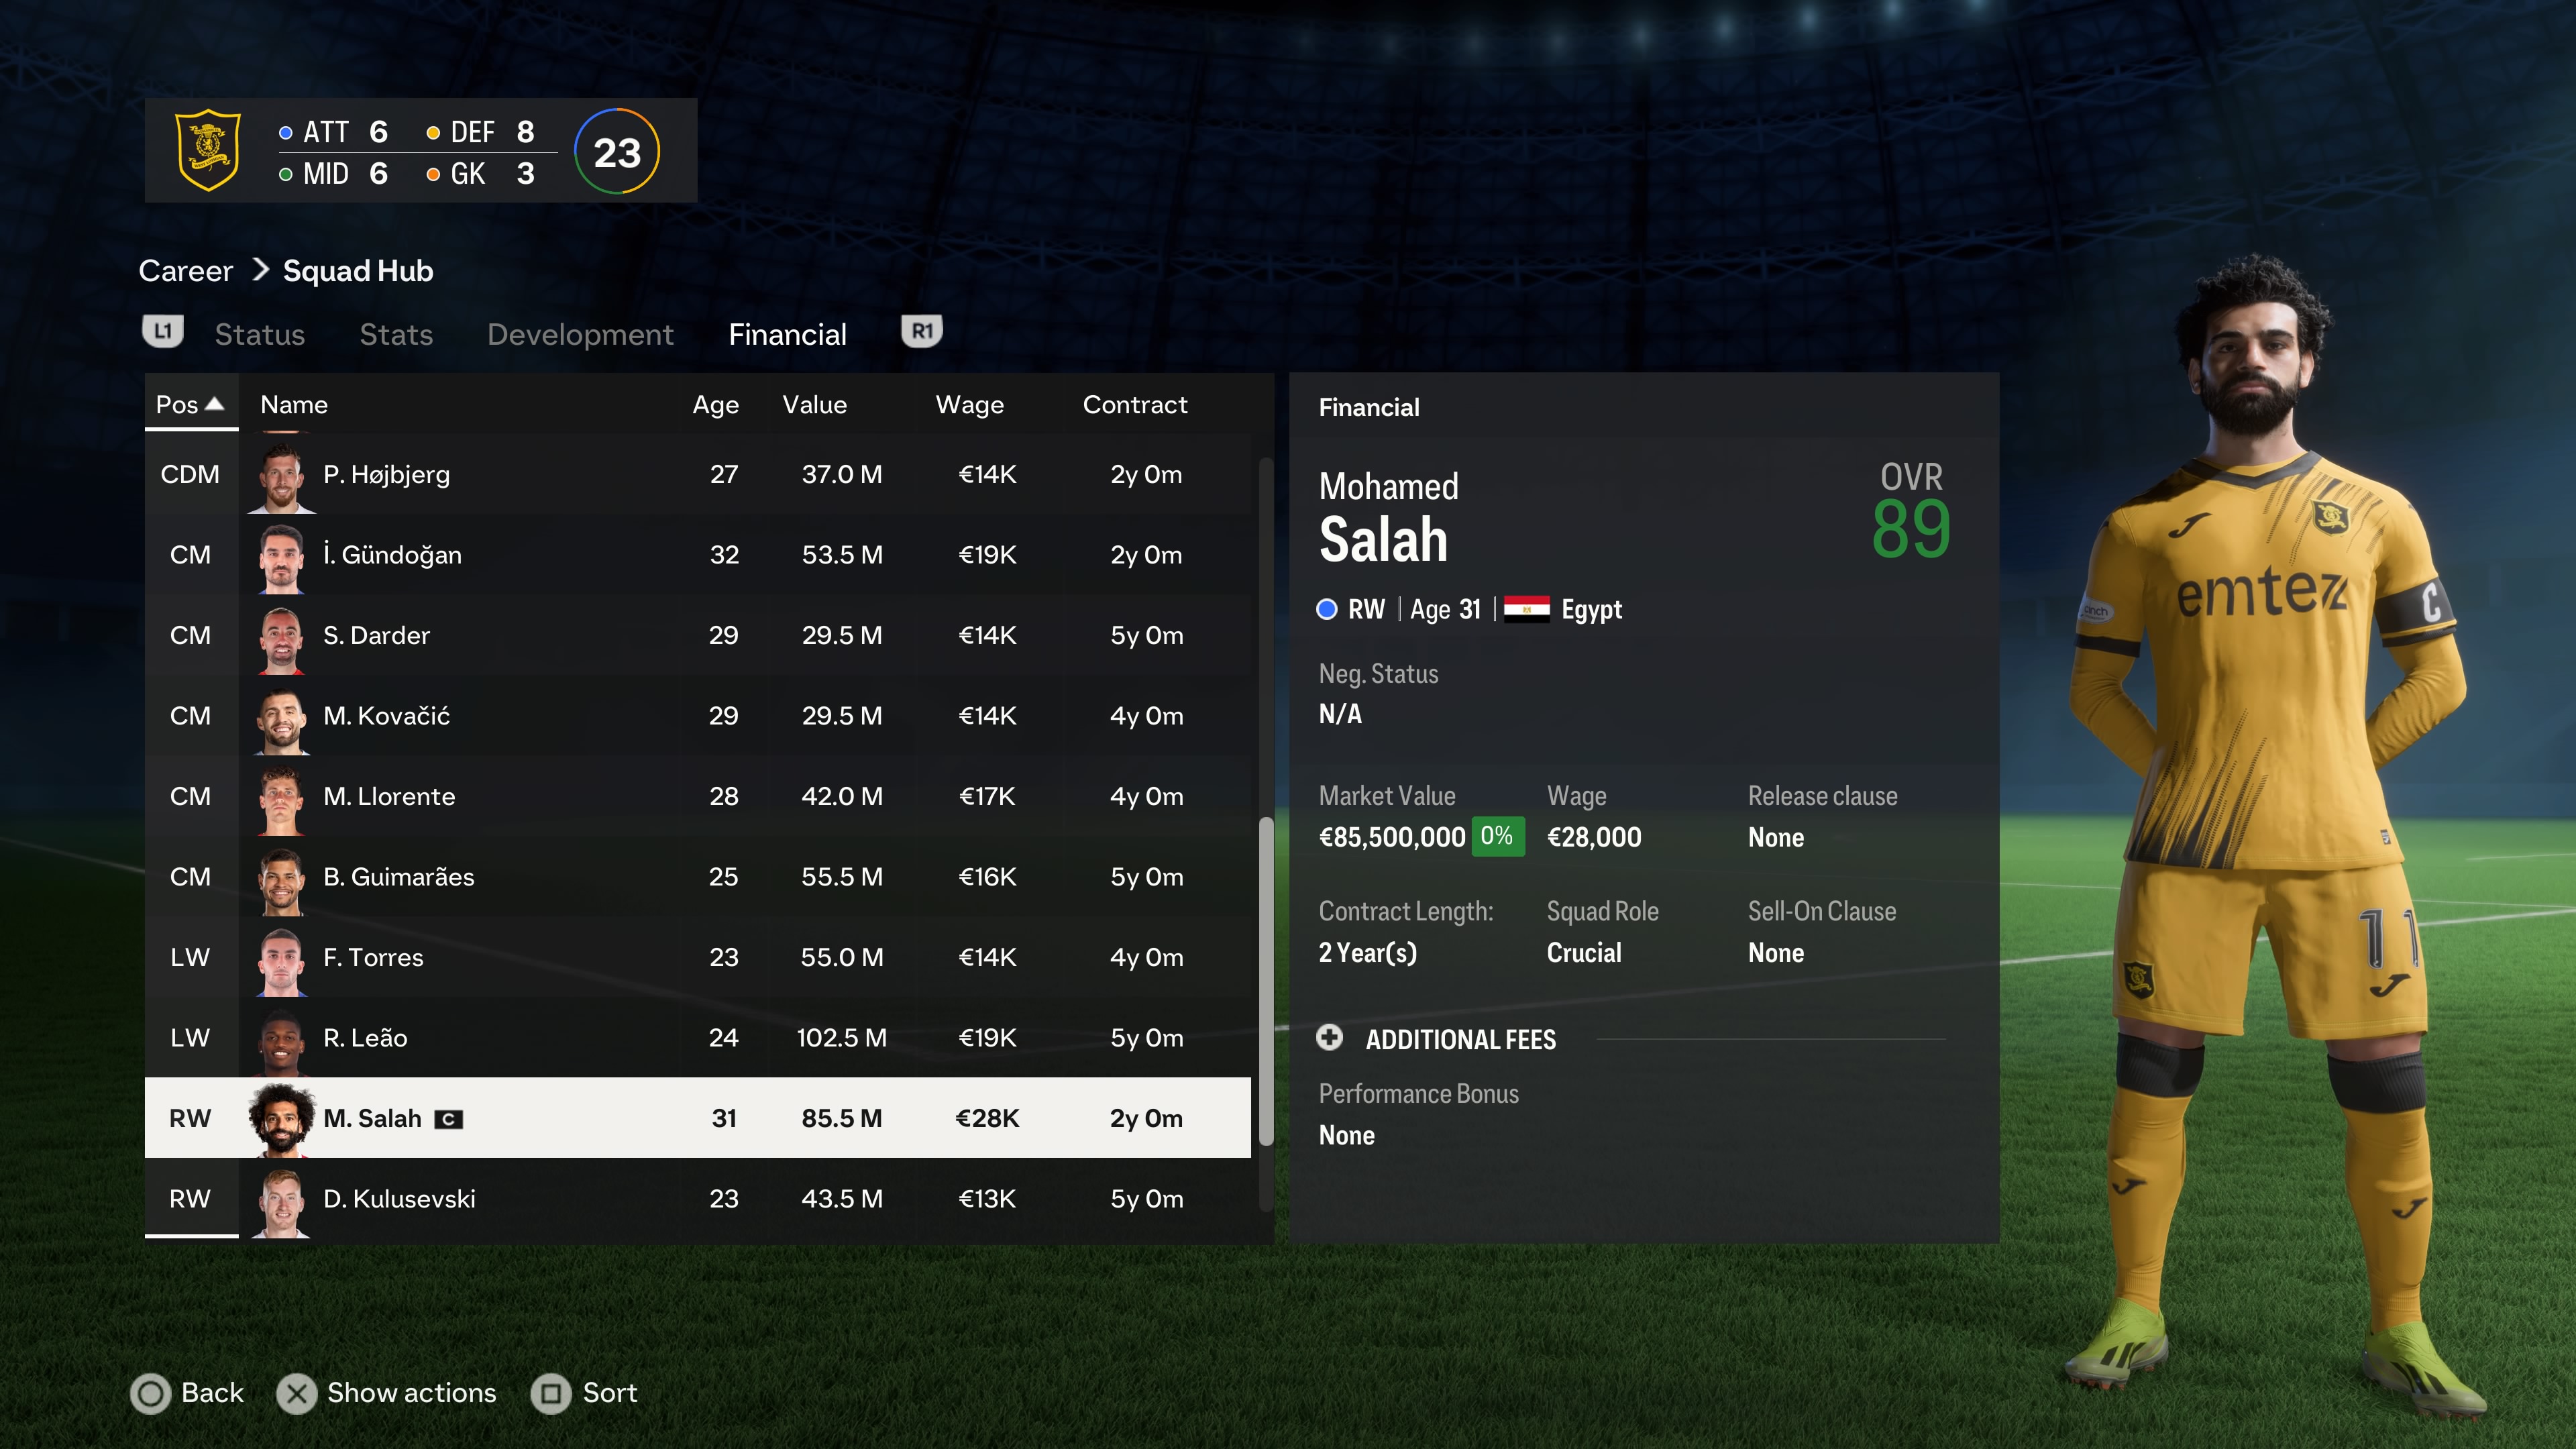 ATT 6 DEF 8
MID 6 GK 3
23
Career > Squad Hub
L1 Status Stats Development Financial R1
Pos Name Age Value Wage Contract
CDM P. Højbjerg 27 37.0 M €14K 2y 0m
CM İ. Gündoğan 32 53.5 M €19K 2y 0m
CM S. Darder 29 29.5 M €14K 5y 0m
CM M. Kovačić 29 29.5 M €14K 4y 0m
CM M. Llorente 28 42.0 M €17K 4y 0m
CM B. Guimarães 25 55.5 M €16K 5y 0m
LW F. Torres 23 55.0 M €14K 4y 0m
LW R. Leão 24 102.5 M €19K 5y 0m
RW M. Salah C 31 85.5 M €28K 2y 0m
RW D. Kulusevski 23 43.5 M €13K 5y 0m
Financial
Mohamed
Salah
OVR
89
RW | Age 31 | Egypt
Neg. Status
N/A
Market Value Wage Release clause
€85,500,000 0% €28,000 None
Contract Length: Squad Role Sell-On Clause
2 Year(s) Crucial None
ADDITIONAL FEES
Performance Bonus
None
emtez
C
cinch
11
Back Show actions Sort